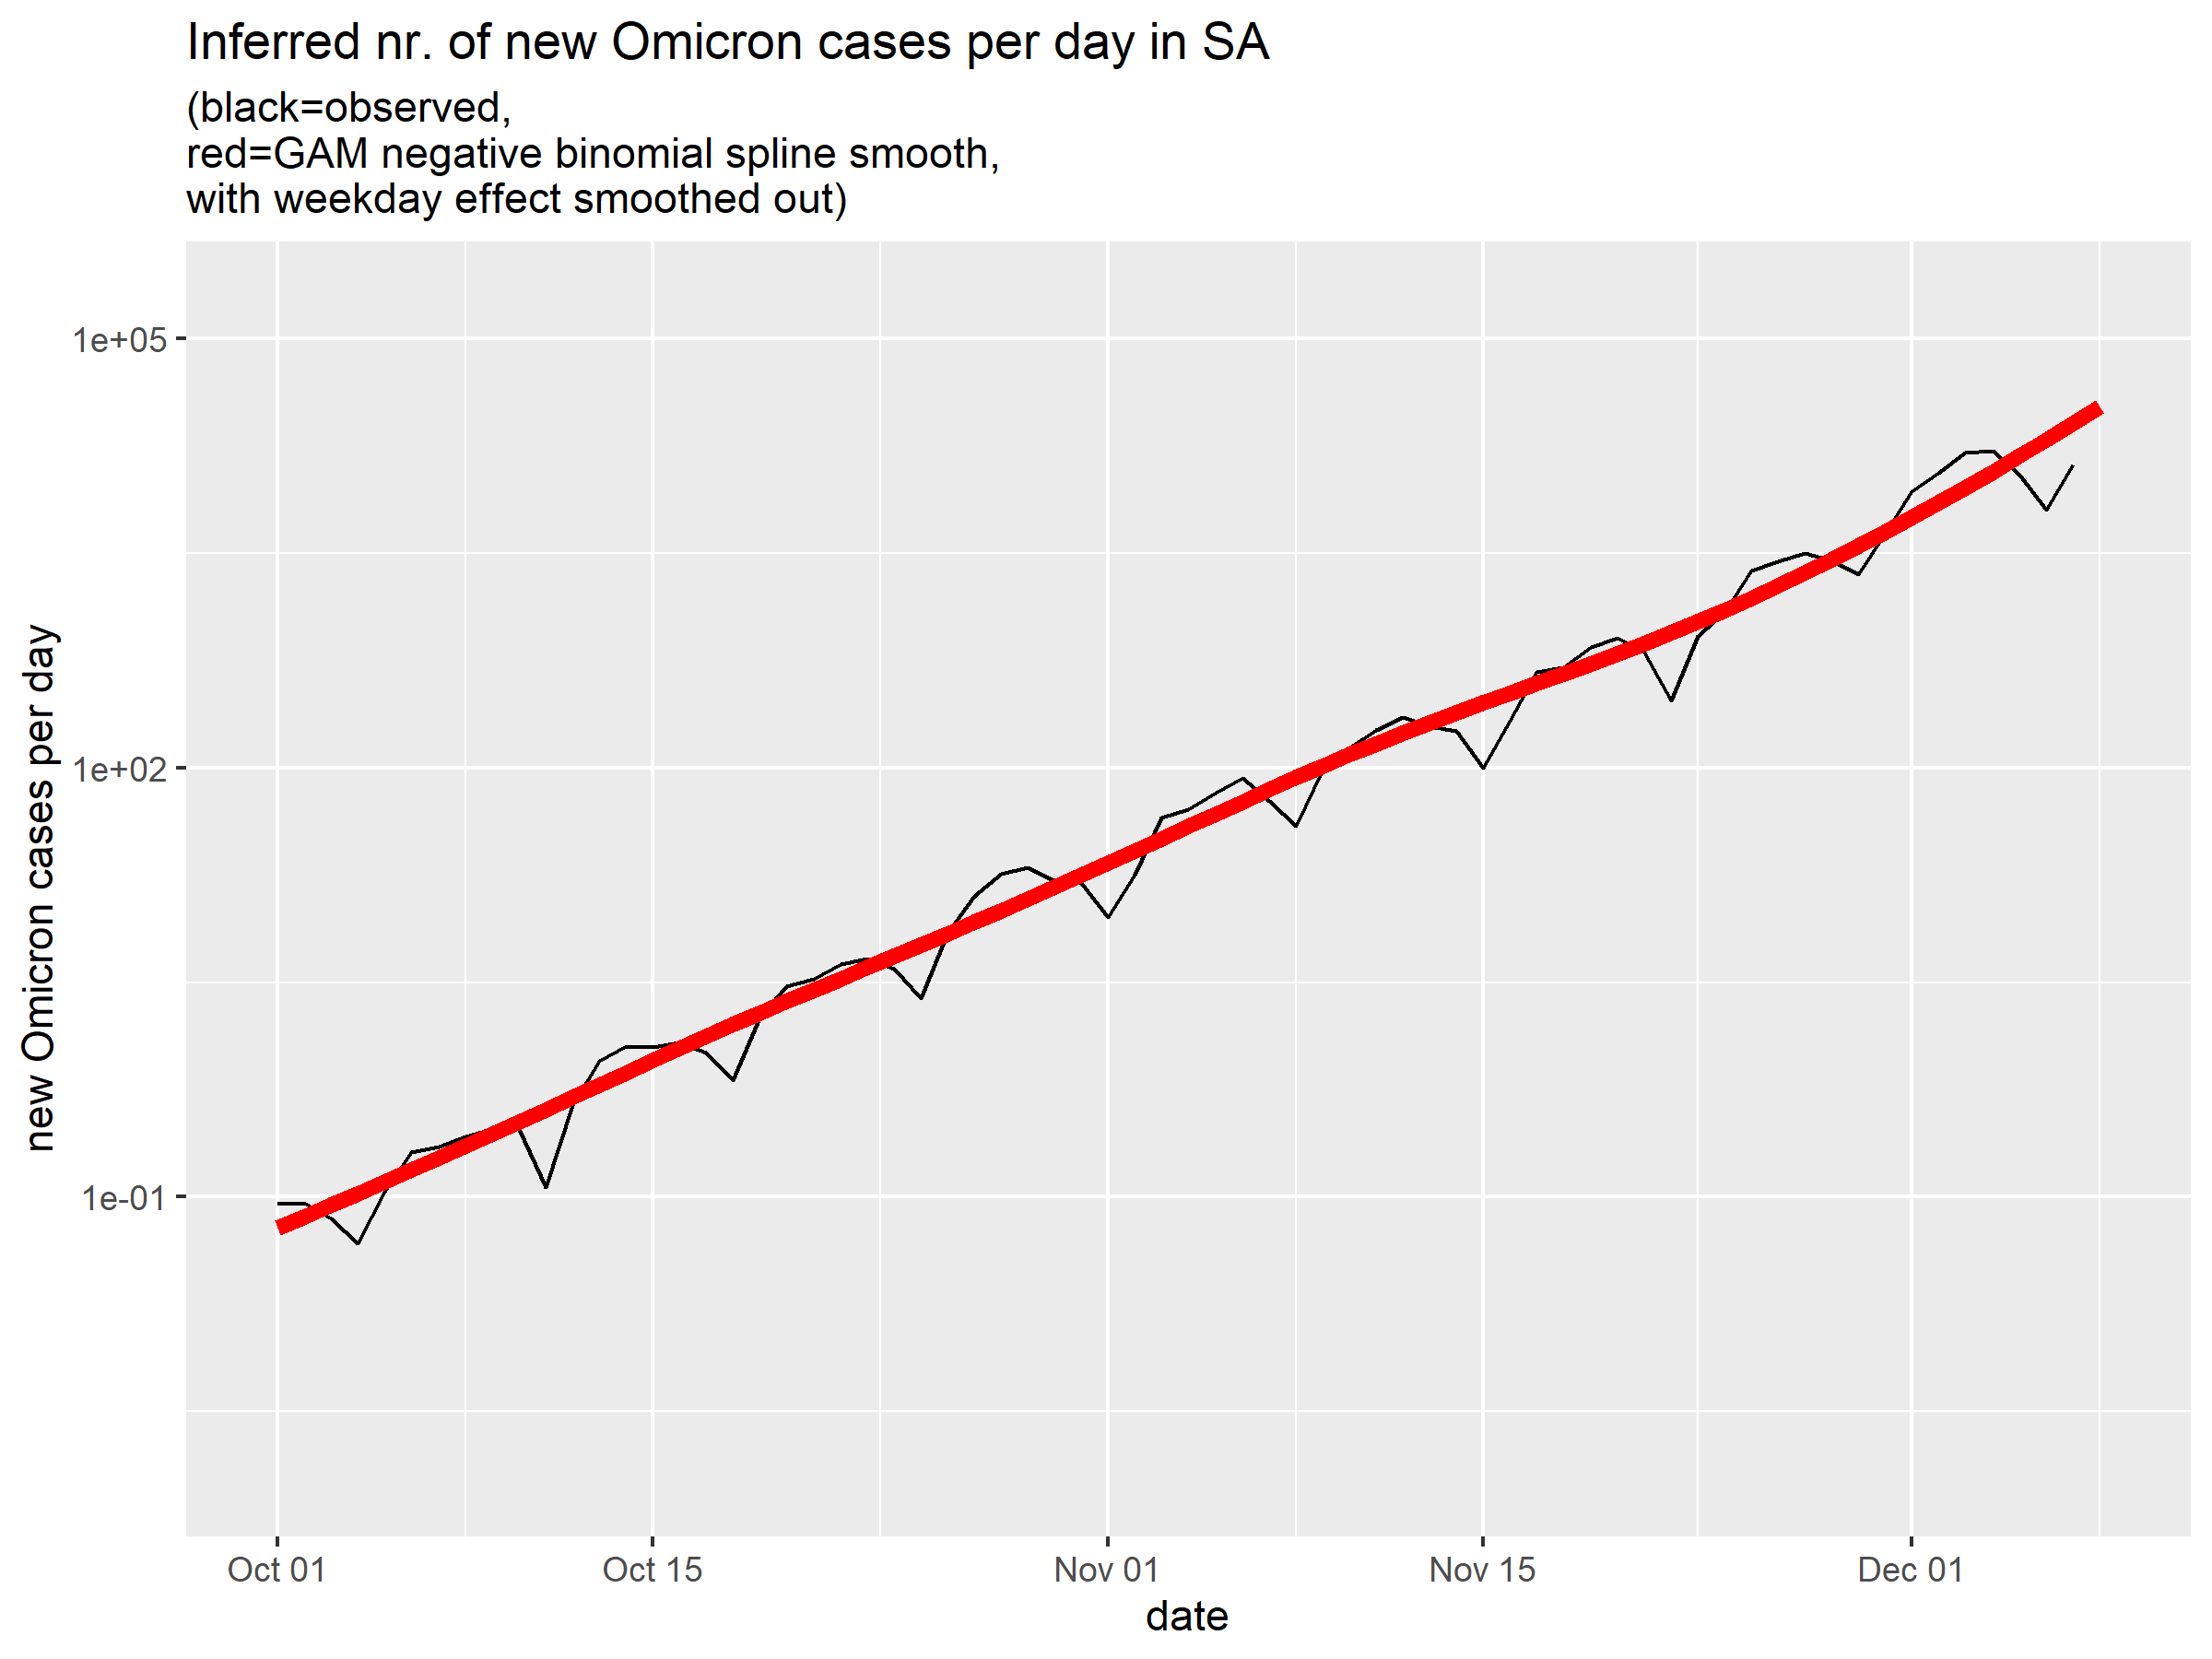 Inferred nr. of new Omicron cases per day in SA
(black=observed,
red=GAM negative binomial spline smooth,
with weekday effect smoothed out)
new Omicron cases per day
1e+05
1e+02
1e-01
Oct 01
Oct 15
Nov 01
Nov 15
Dec 01
date